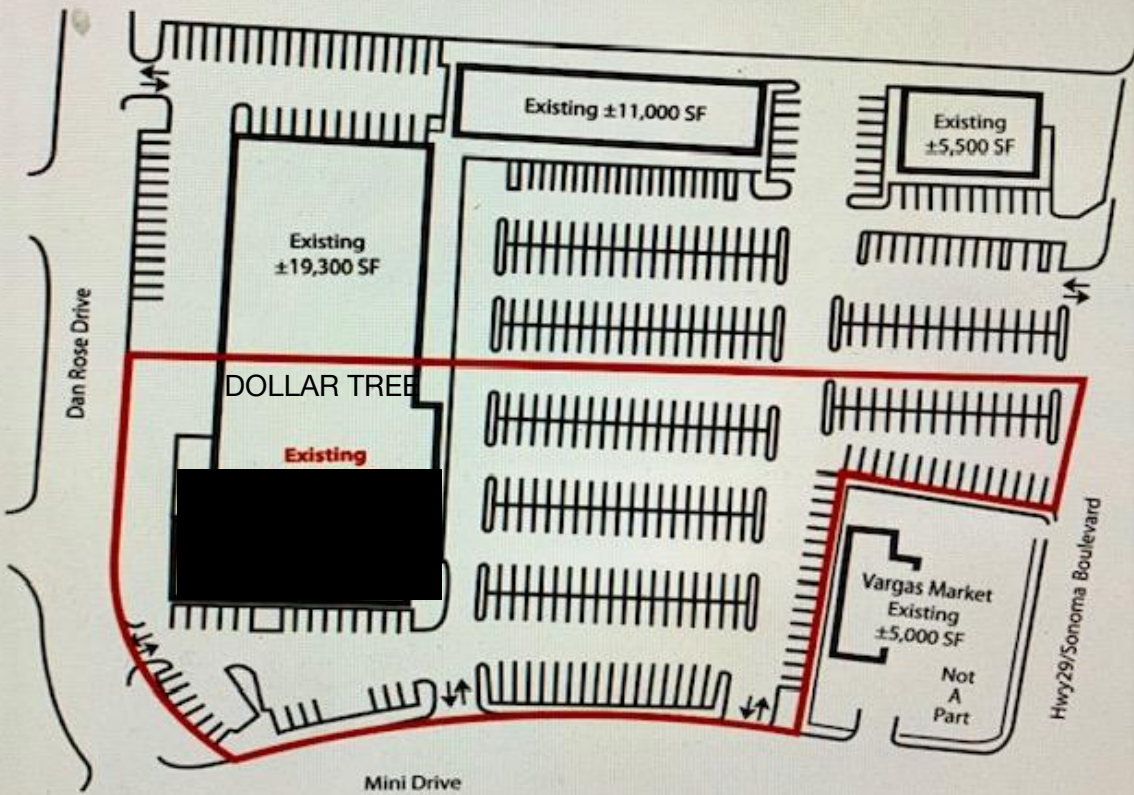 Existing ±11,000 SF
Existing
±5,500 SF
Existing
±19,300 SF
Dan Rose Drive
DOLLAR TREE
Existing
Vargas Market
Existing
±5,000 SF
Not
A
Part
Hwy29/Sonoma Boulevard
Mini Drive